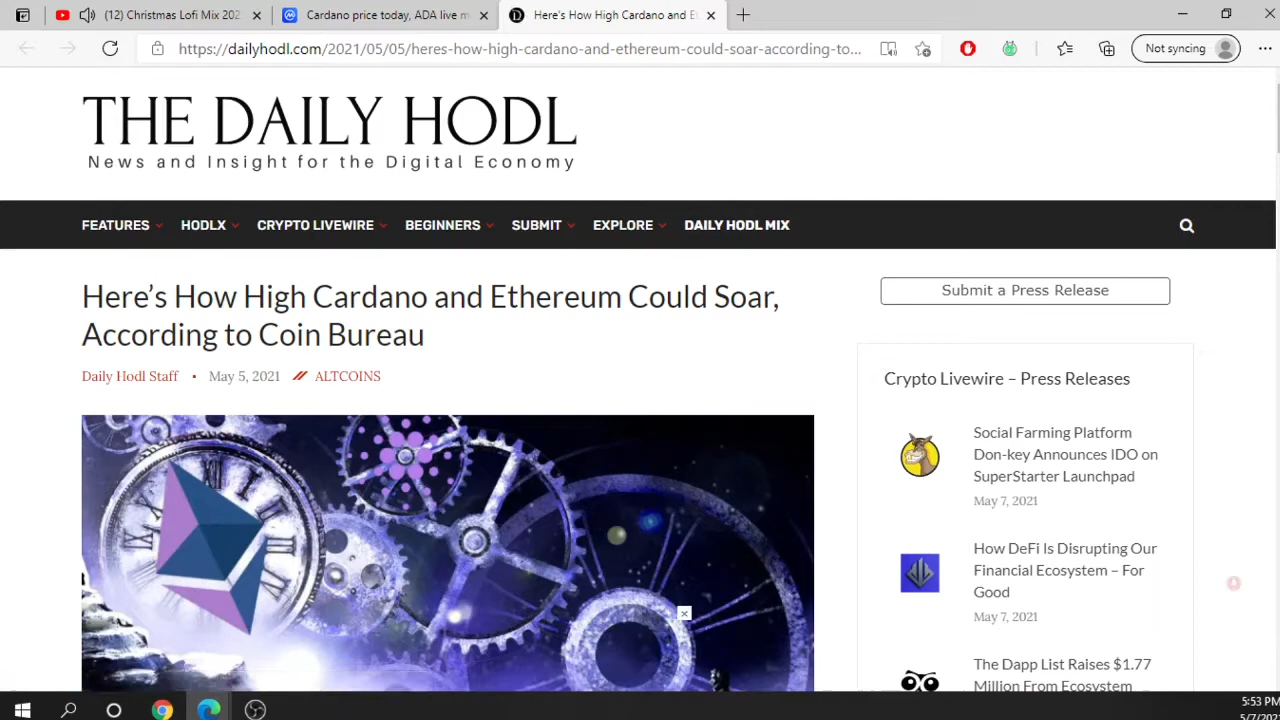 (12) Christmas Lofi Mix 202
Cardano price today, ADA live m
Here's How High Cardano and E
https://dailyhodl.com/2021/05/05/heres-how-high-cardano-and-ethereum-could-soar-according-to...
Not syncing
THE DAILY HODL
News and Insight for the Digital Economy
FEATURES
HODLX
CRYPTO LIVEWIRE
BEGINNERS
SUBMIT
EXPLORE
DAILY HODL MIX
Here's How High Cardano and Ethereum Could Soar,
According to Coin Bureau
Daily Hodl Staff • May 5, 2021 ALTCOINS
Submit a Press Release
Crypto Livewire – Press Releases
Social Farming Platform
Don-key Announces IDO on
SuperStarter Launchpad
May 7, 2021
How DeFi Is Disrupting Our
Financial Ecosystem – For
Good
May 7, 2021
The Dapp List Raises $1.77
Million From Ecosystem
5:53 PM
5/7/202